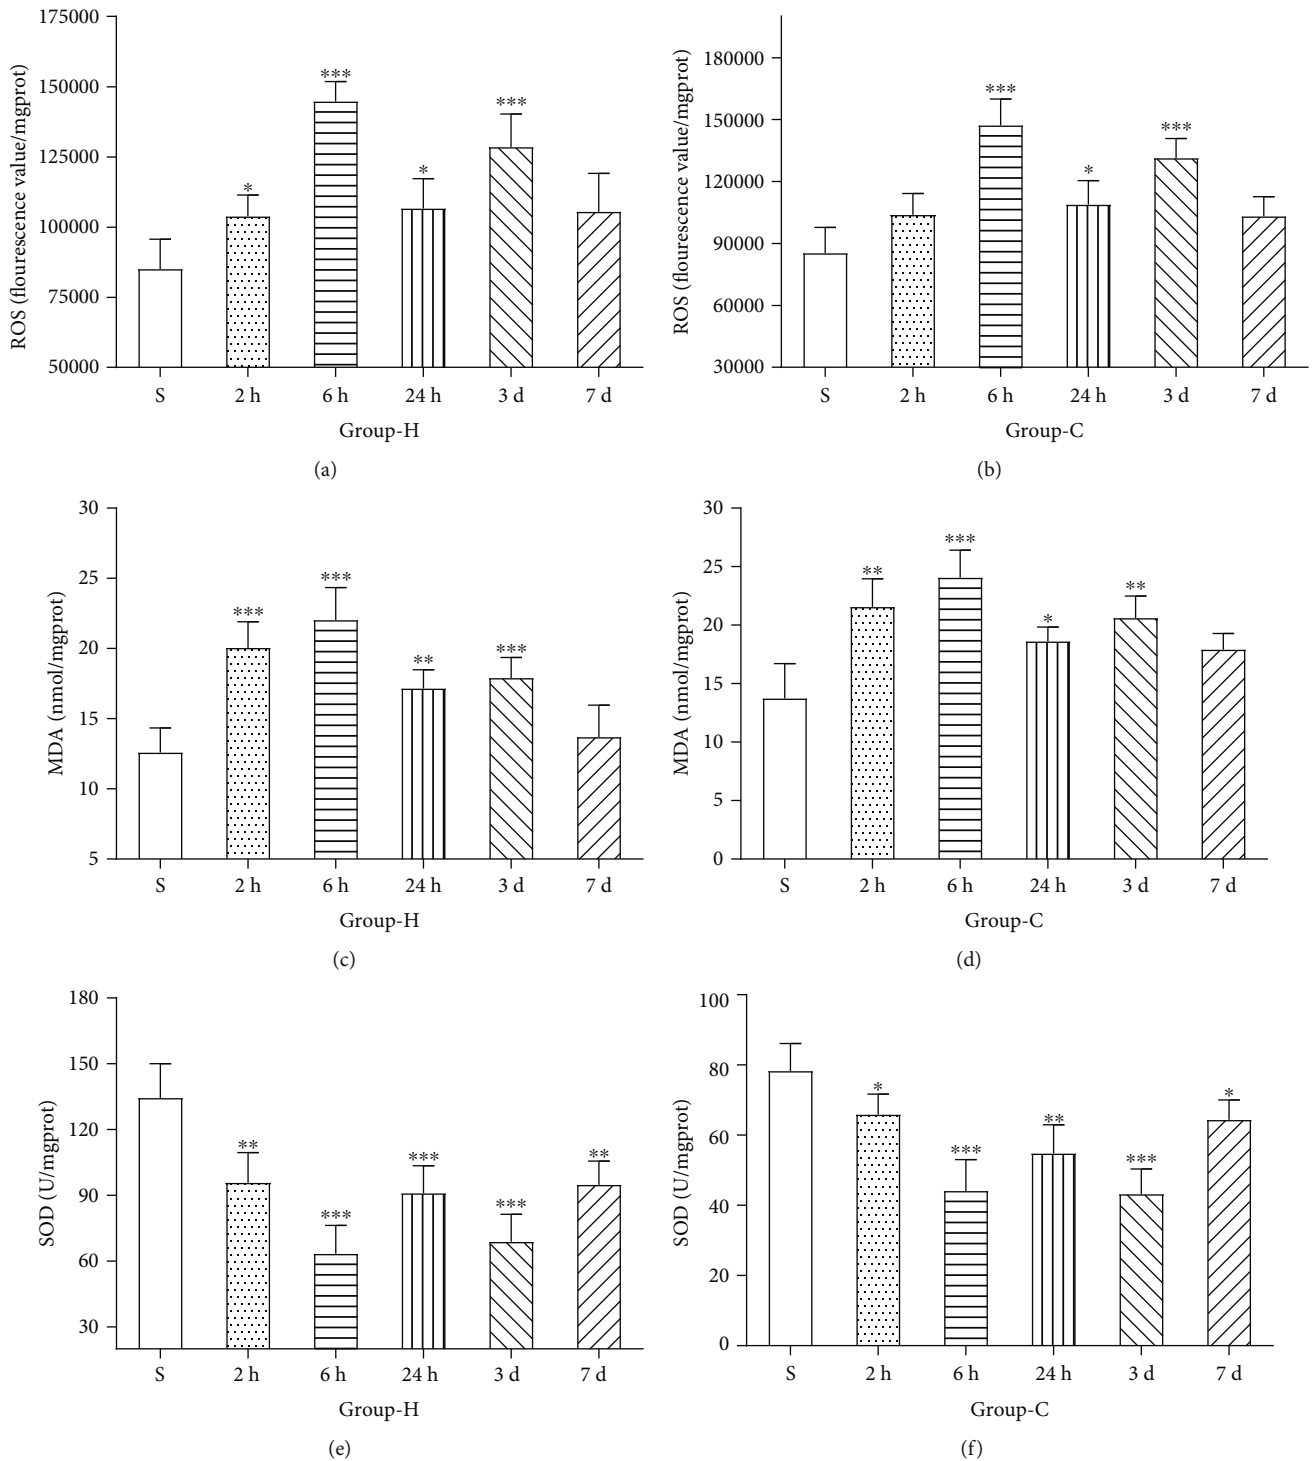 ROS (flourescence value/mgprot)
175000
150000
125000
100000
75000
50000
*
***
*
***
S 2 h 6 h 24 h 3 d 7 d
Group-H
(a)
ROS (flourescence value/mgprot)
180000
150000
120000
90000
60000
30000
***
*
***
S 2 h 6 h 24 h 3 d 7 d
Group-C
(b)
MDA (nmol/mgprot)
30
25
20
15
10
5
***
***
**
***
S 2 h 6 h 24 h 3 d 7 d
Group-H
(c)
MDA (nmol/mgprot)
30
25
20
15
10
5
0
**
***
*
**
S 2 h 6 h 24 h 3 d 7 d
Group-C
(d)
SOD (U/mgprot)
180
150
120
90
60
30
**
***
***
***
**
S 2 h 6 h 24 h 3 d 7 d
Group-H
(e)
SOD (U/mgprot)
100
80
60
40
20
0
*
***
**
***
*
S 2 h 6 h 24 h 3 d 7 d
Group-C
(f)